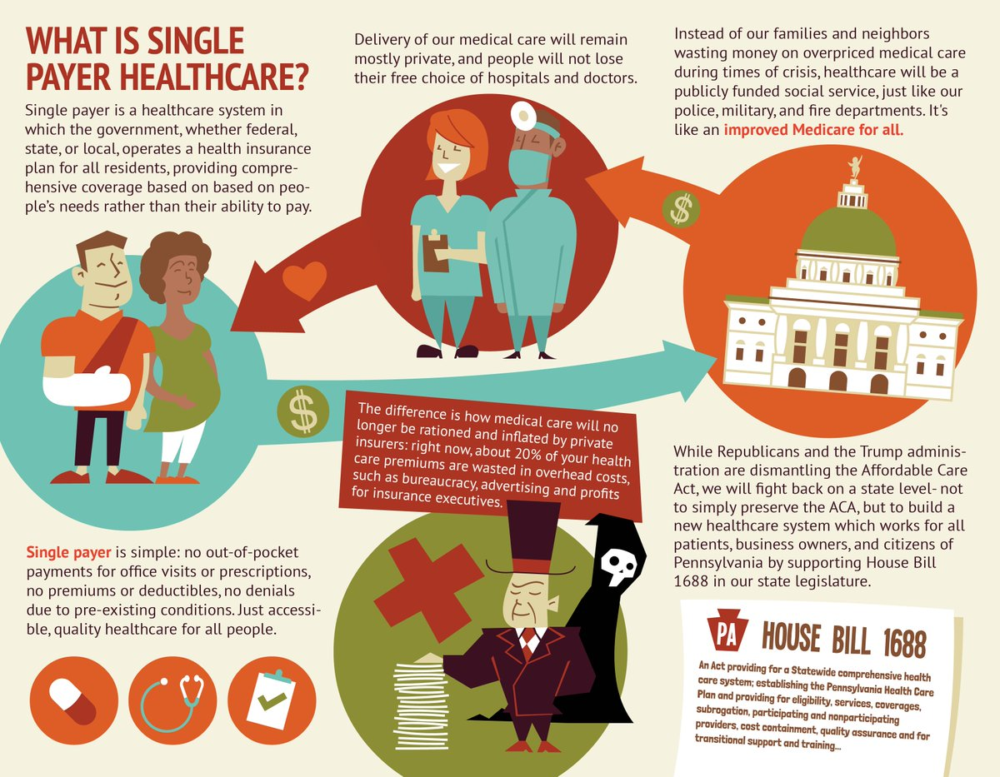 WHAT IS SINGLE
PAYER HEALTHCARE?
Single payer is a healthcare system in
which the government, whether federal,
state, or local, operates a health insurance
plan for all residents, providing compre-
hensive coverage based on based on peo-
ple's needs rather than their ability to pay.
Delivery of our medical care will remain
mostly private, and people will not lose
their free choice of hospitals and doctors.
Instead of our families and neighbors
wasting money on overpriced medical care
during times of crisis, healthcare will be a
publicly funded social service, just like our
police, military, and fire departments. It's
like an improved Medicare for all.
$
$
The difference is how medical care will no
longer be rationed and inflated by private
insurers: right now, about 20% of your health
care premiums are wasted in overhead costs,
such as bureaucracy, advertising and profits
for insurance executives.
Single payer is simple: no out-of-pocket
payments for office visits or prescriptions,
no premiums or deductibles, no denials
due to pre-existing conditions. Just accessi-
ble, quality healthcare for all people.
While Republicans and the Trump adminis-
tration are dismantling the Affordable Care
Act, we will fight back on a state level- not
to simply preserve the ACA, but to build a
new healthcare system which works for all
patients, business owners, and citizens of
Pennsylvania by supporting House Bill
1688 in our state legislature.
PA HOUSE BILL 1688
An Act providing for a Statewide comprehensive health
care system; establishing the Pennsylvania Health Care
Plan and providing for eligibility, services, coverages,
subrogation, participating and nonparticipating
providers, cost containment, quality assurance and for
transitional support and training...